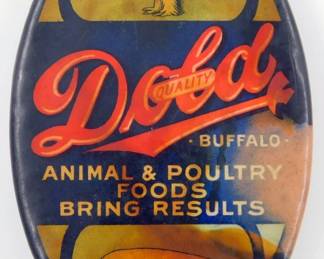 Dold
QUALITY
· BUFFALO ·
ANIMAL & POULTRY
FOODS
BRING RESULTS